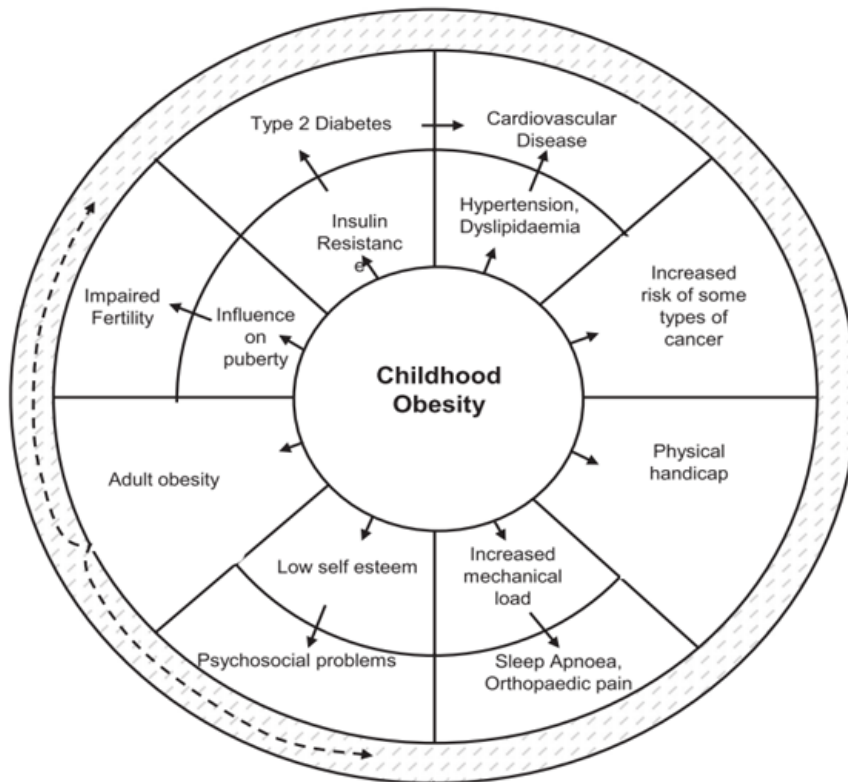 Type 2 Diabetes
Cardiovascular
Disease
Insulin
Resistanc
e
Hypertension,
Dyslipidaemia
Impaired
Fertility
Influence
on
puberty
Increased
risk of some
types of
cancer
Childhood
Obesity
Adult obesity
Physical
handicap
Low self esteem
Increased
mechanical
load
Psychosocial problems
Sleep Apnoea,
Orthopaedic pain